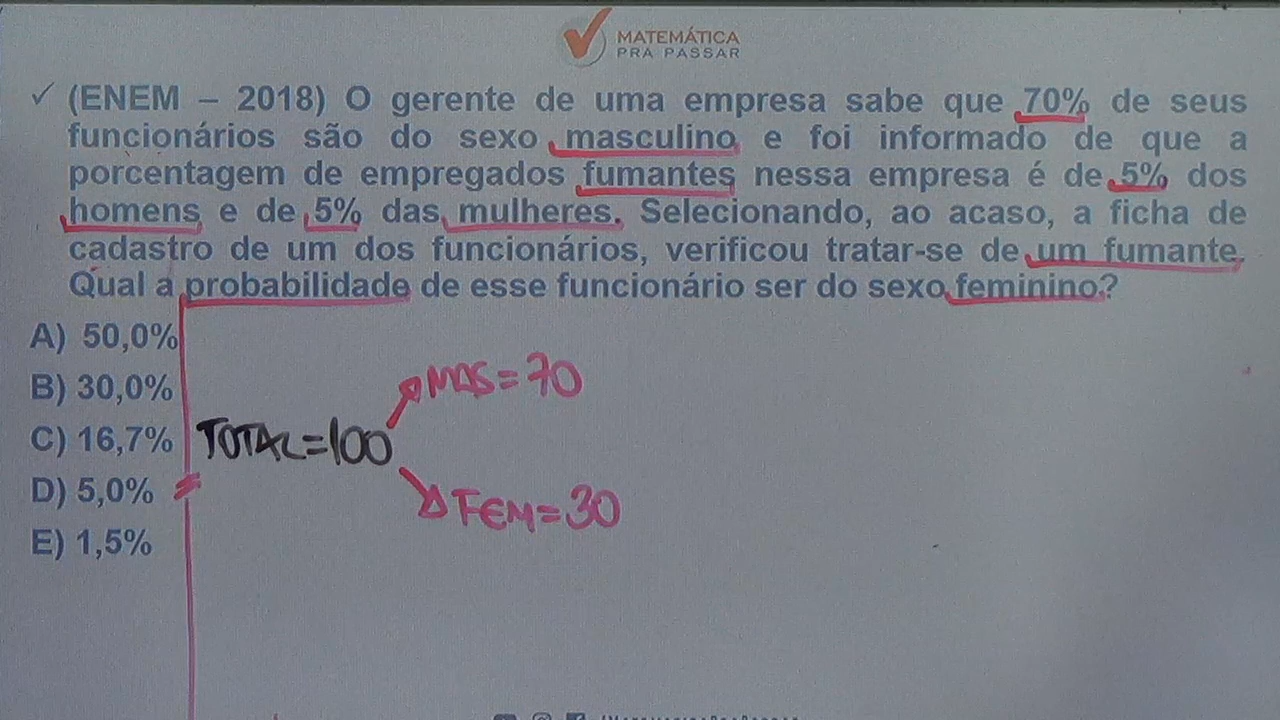 MATEMÁTICA
PRA PASSAR
✓ (ENEM – 2018) O gerente de uma empresa sabe que 70% de seus
funcionários são do sexo masculino e foi informado de que a
porcentagem de empregados fumantes nessa empresa é de 5% dos
homens e de 5% das mulheres. Selecionando, ao acaso, a ficha de
cadastro de um dos funcionários, verificou tratar-se de um fumante.
Qual a probabilidade de esse funcionário ser do sexo feminino?
A) 50,0%
B) 30,0%
C) 16,7%
D) 5,0%
E) 1,5%
MAS = 70
TOTAL = 100
FEM = 30